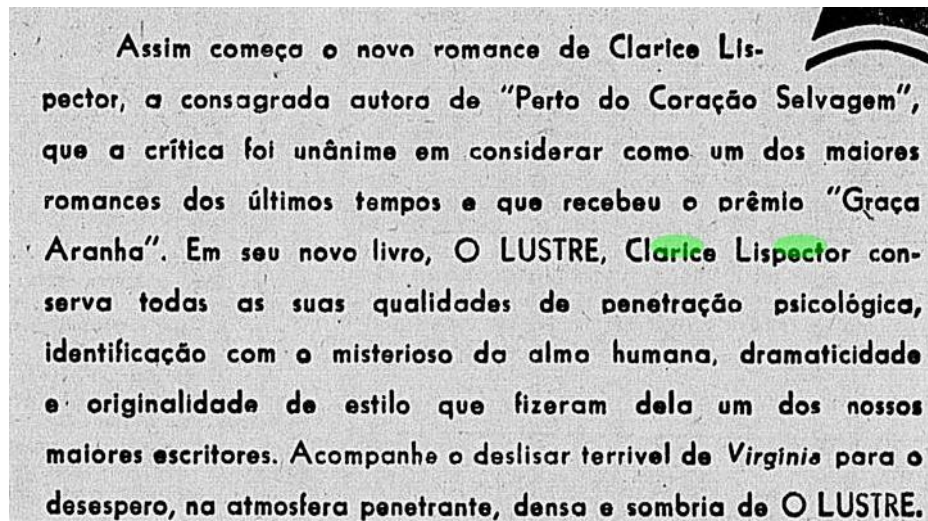 Assim começa o novo romance de Clarice Lis-
pector, a consagrada autora de "Perto do Coração Selvagem",
que a crítica foi unânime em considerar como um dos maiores
romances dos últimos tempos e que recebeu o prêmio "Graça
Aranha". Em seu novo livro, O LUSTRE, Clarice Lispector con-
serva todas as suas qualidades de penetração psicológica,
identificação com o misterioso da alma humana, dramaticidade
e originalidade de estilo que fizeram dela um dos nossos
maiores escritores. Acompanhe o deslisar terrivel de Virginia para o
desespero, na atmosfera penetrante, densa e sombria de O LUSTRE.